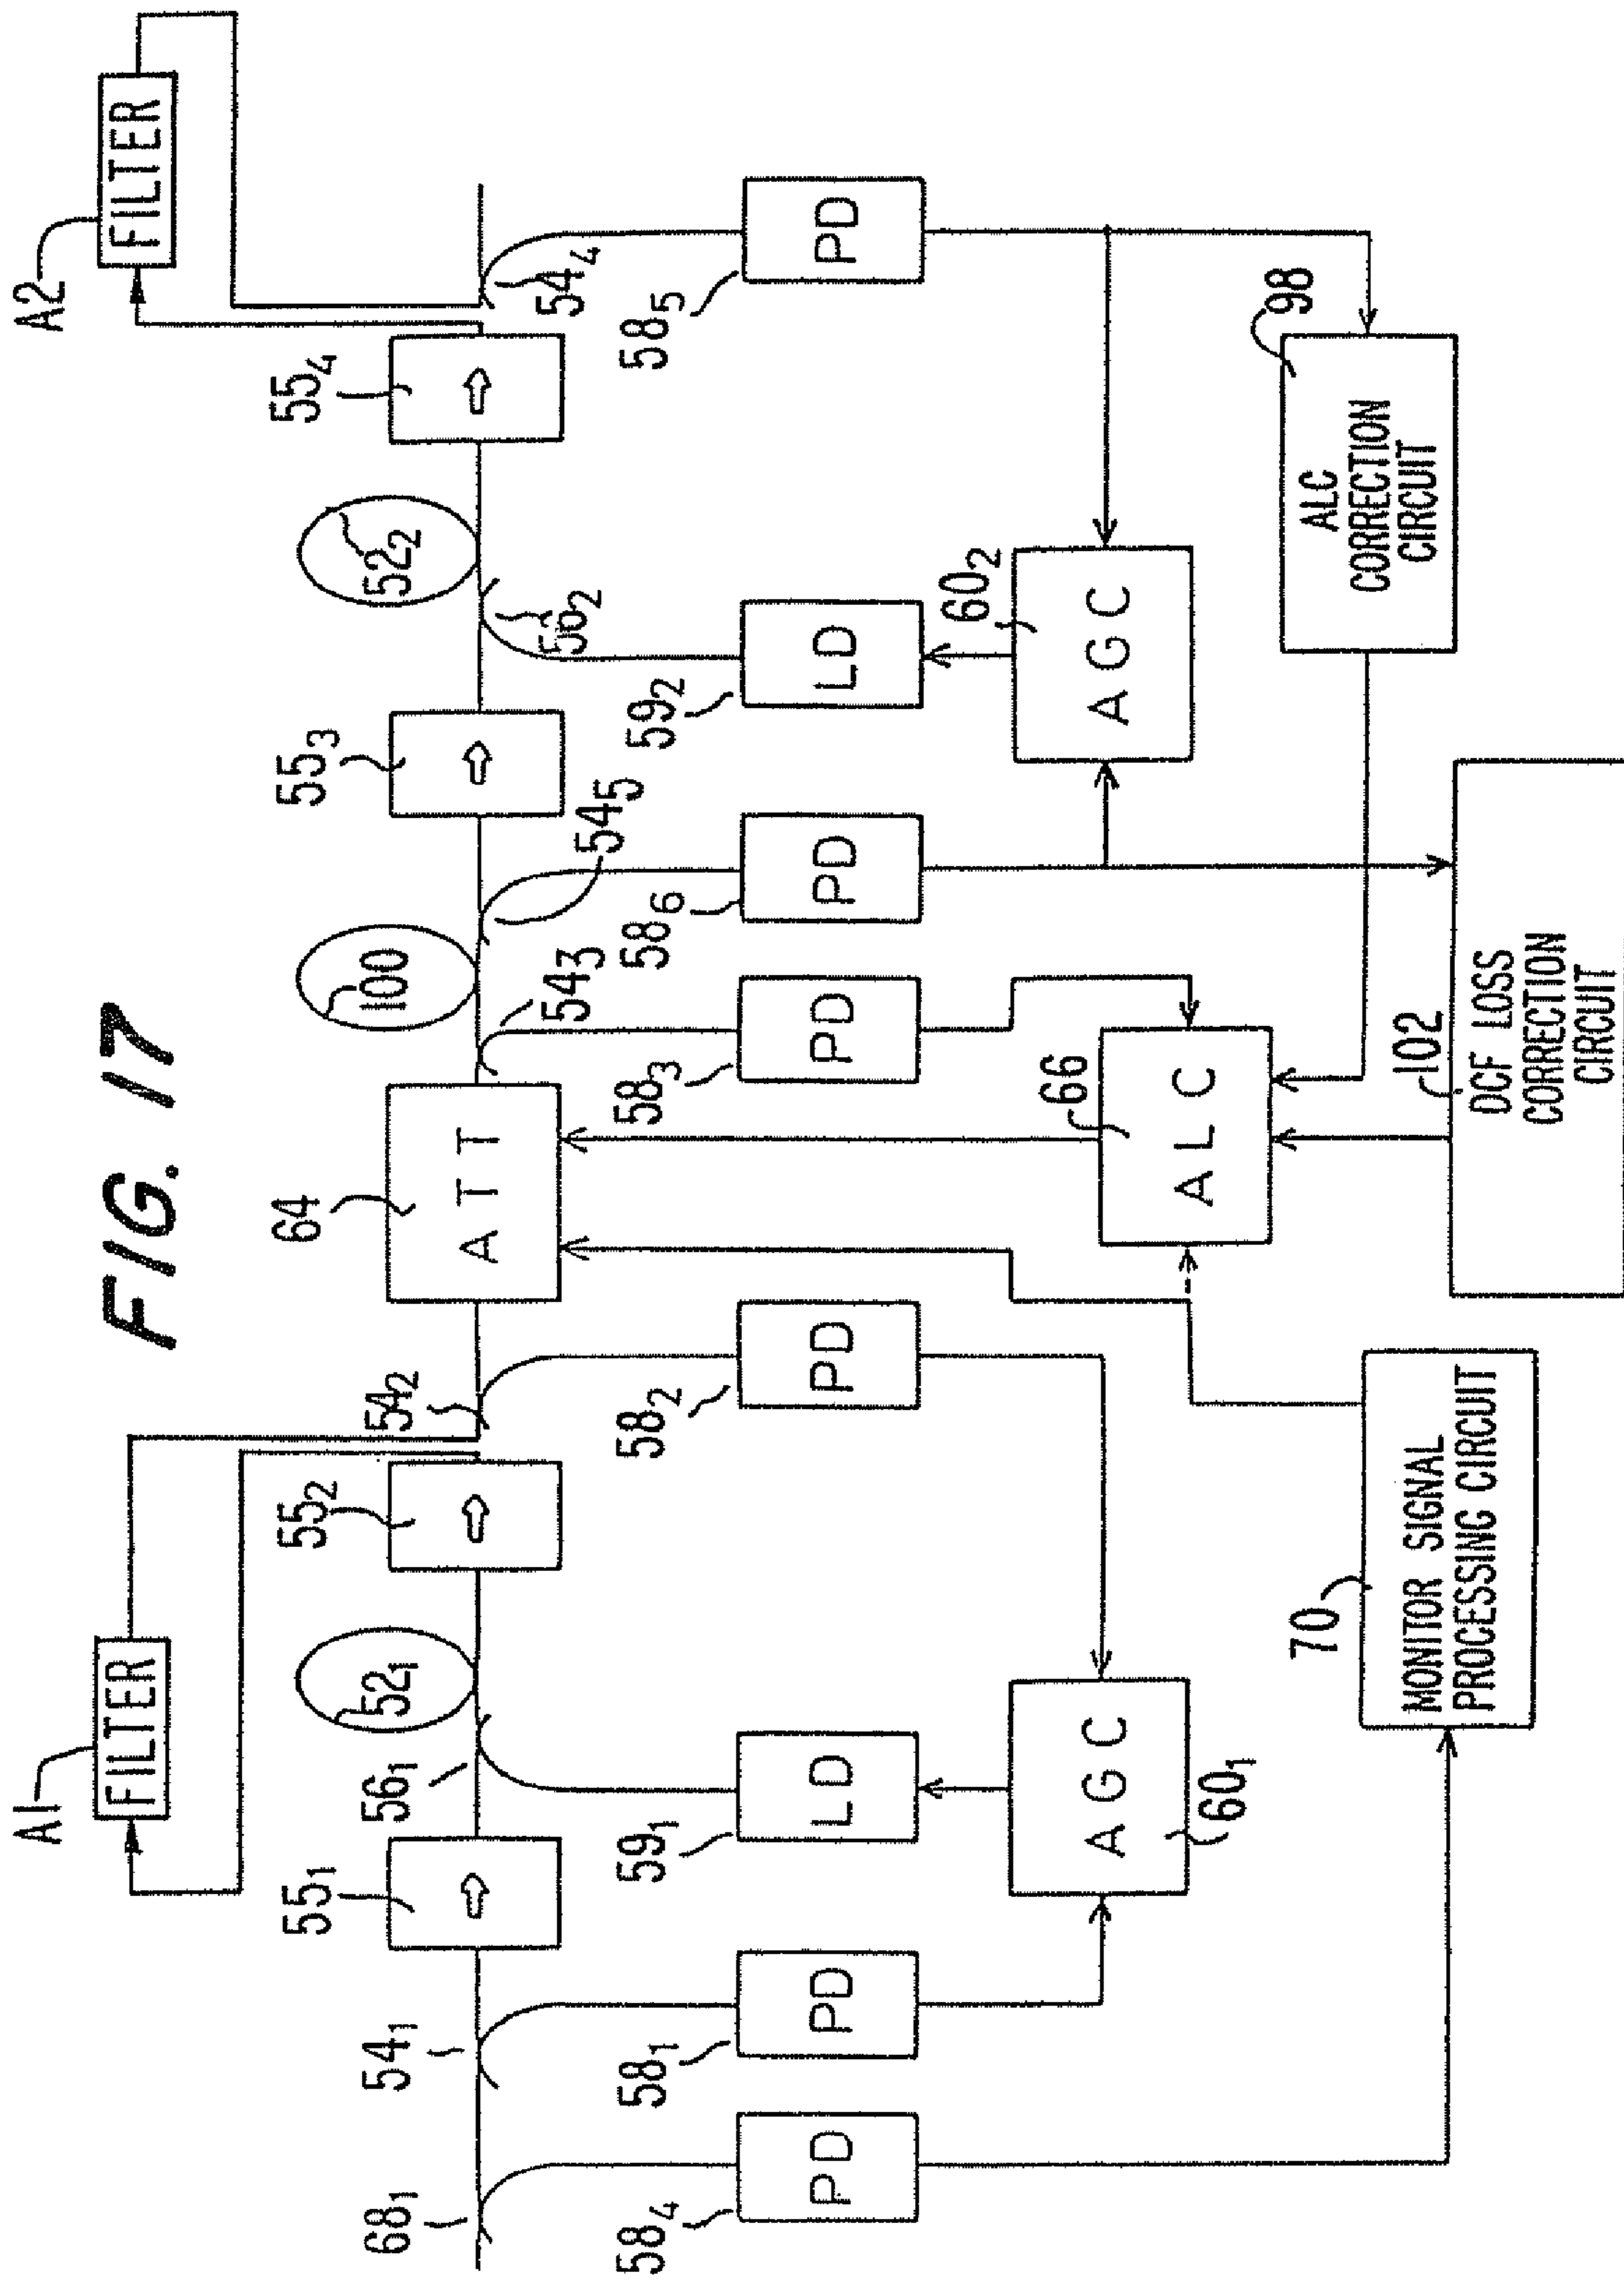 FIG. 17
A1
FILTER
A2
FILTER
68₁
54₁
55₁
56₁
52₁
55₂
54₂
64
ATT
54₃
100
54₅
55₃
56₂
52₂
55₄
54₄
58₄
PD
58₁
PD
59₁
LD
58₂
PD
58₃
PD
58₆
PD
59₂
LD
58₅
PD
AGC
60₁
66
ALC
AGC
60₂
70
MONITOR SIGNAL
PROCESSING CIRCUIT
102
DCF LOSS
CORRECTION
CIRCUIT
98
ALC
CORRECTION
CIRCUIT